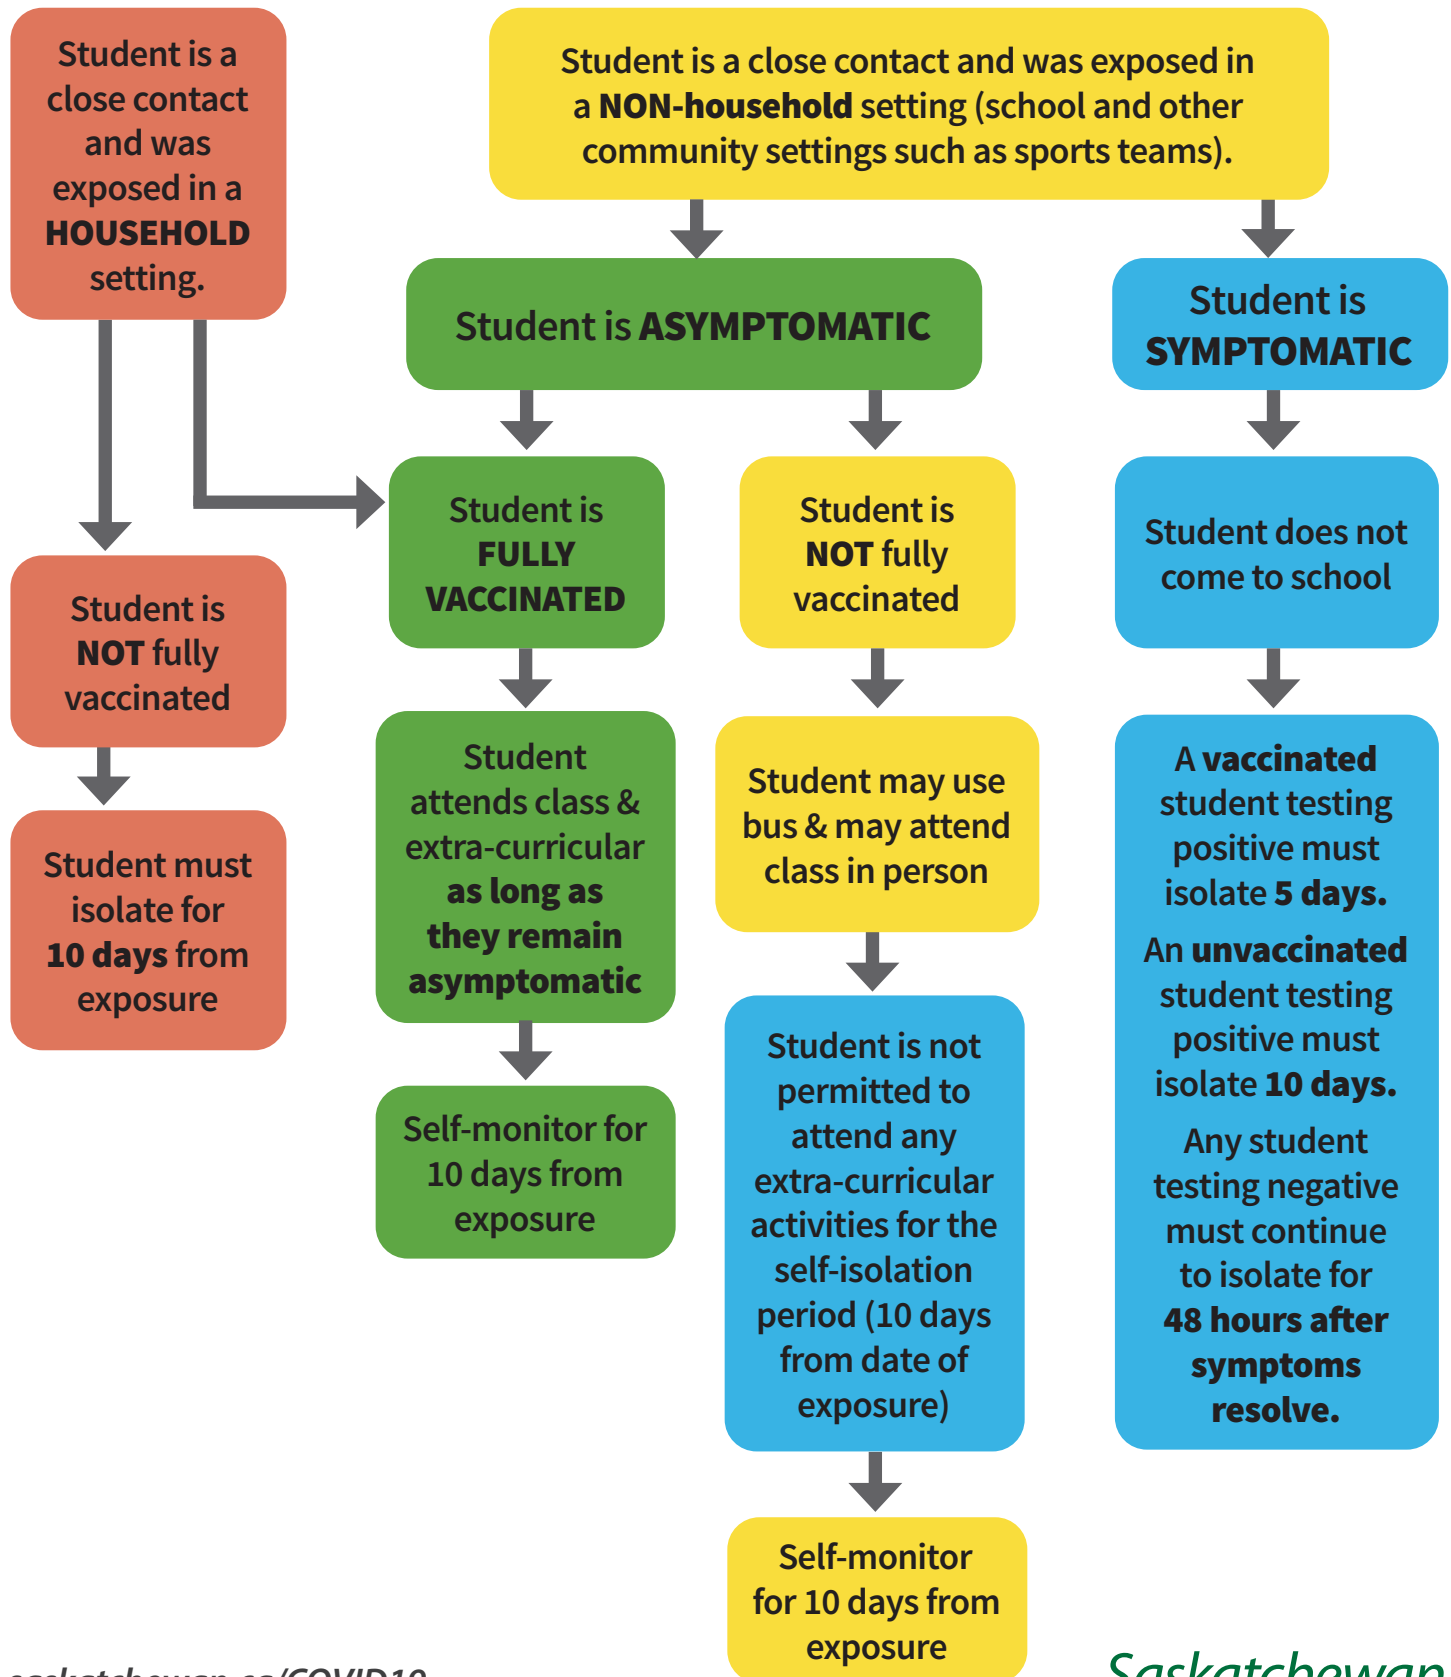 Student is a
close contact
and was
exposed in a
HOUSEHOLD
setting.
Student is a close contact and was exposed in
a NON-household setting (school and other
community settings such as sports teams).
Student is ASYMPTOMATIC
Student is
SYMPTOMATIC
Student is
NOT fully
vaccinated
Student must
isolate for
10 days from
exposure
Student is
FULLY
VACCINATED
Student
attends class &
extra-curricular
as long as
they remain
asymptomatic
Self-monitor for
10 days from
exposure
Student is
NOT fully
vaccinated
Student may use
bus & may attend
class in person
Student is not
permitted to
attend any
extra-curricular
activities for the
self-isolation
period (10 days
from date of
exposure)
Self-monitor
for 10 days from
exposure
Student does not
come to school
A vaccinated
student testing
positive must
isolate 5 days.
An unvaccinated
student testing
positive must
isolate 10 days.
Any student
testing negative
must continue
to isolate for
48 hours after
symptoms
resolve.
saskatchewan.ca/COVID19
Saskatchewan